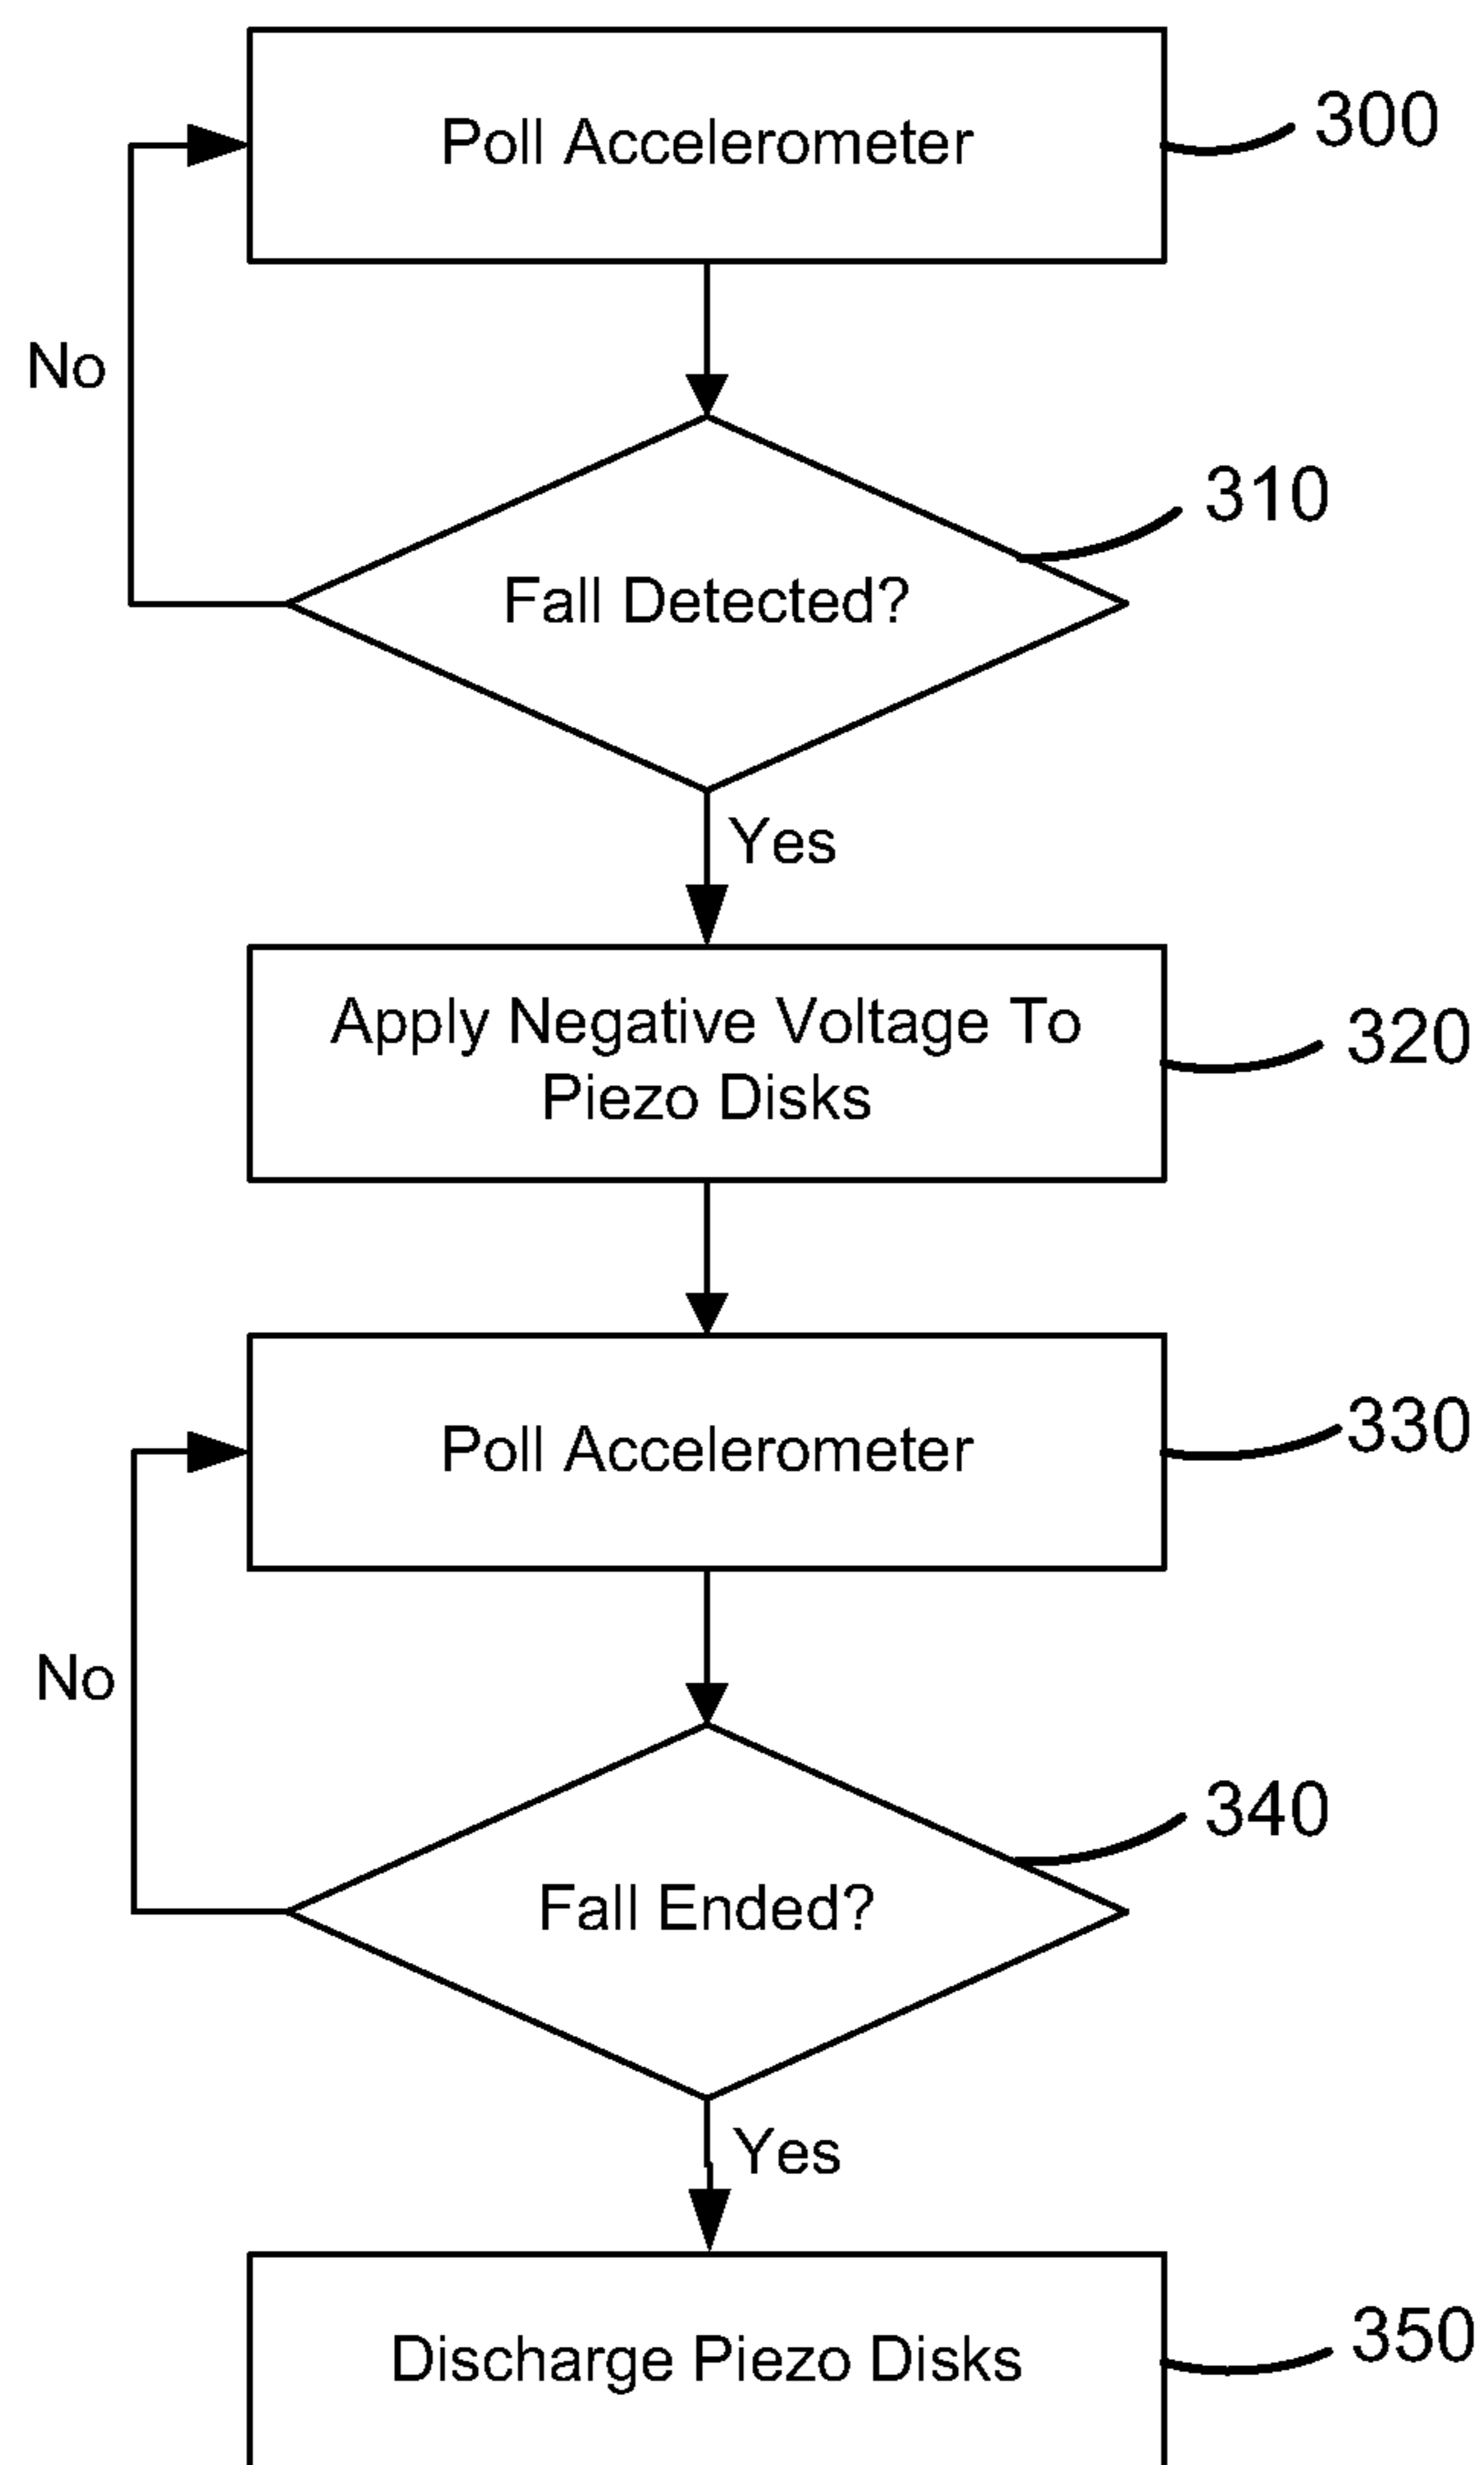 Poll Accelerometer
300
No
310
Fall Detected?
Yes
Apply Negative Voltage To
Piezo Disks
320
Poll Accelerometer
330
No
340
Fall Ended?
Yes
Discharge Piezo Disks
350